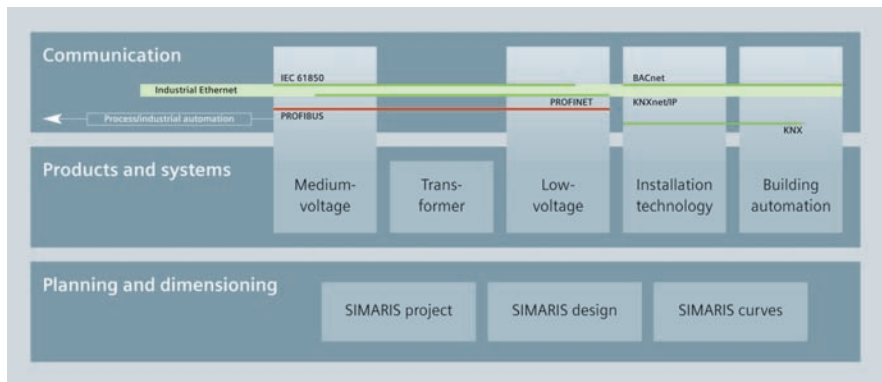 Communication
IEC 61850
BACnet
Industrial Ethernet
PROFINET
KNXnet/IP
Process/industrial automation
PROFIBUS
KNX
Products and systems
Medium-
voltage
Trans-
former
Low-
voltage
Installation
technology
Building
automation
Planning and dimensioning
SIMARIS project
SIMARIS design
SIMARIS curves